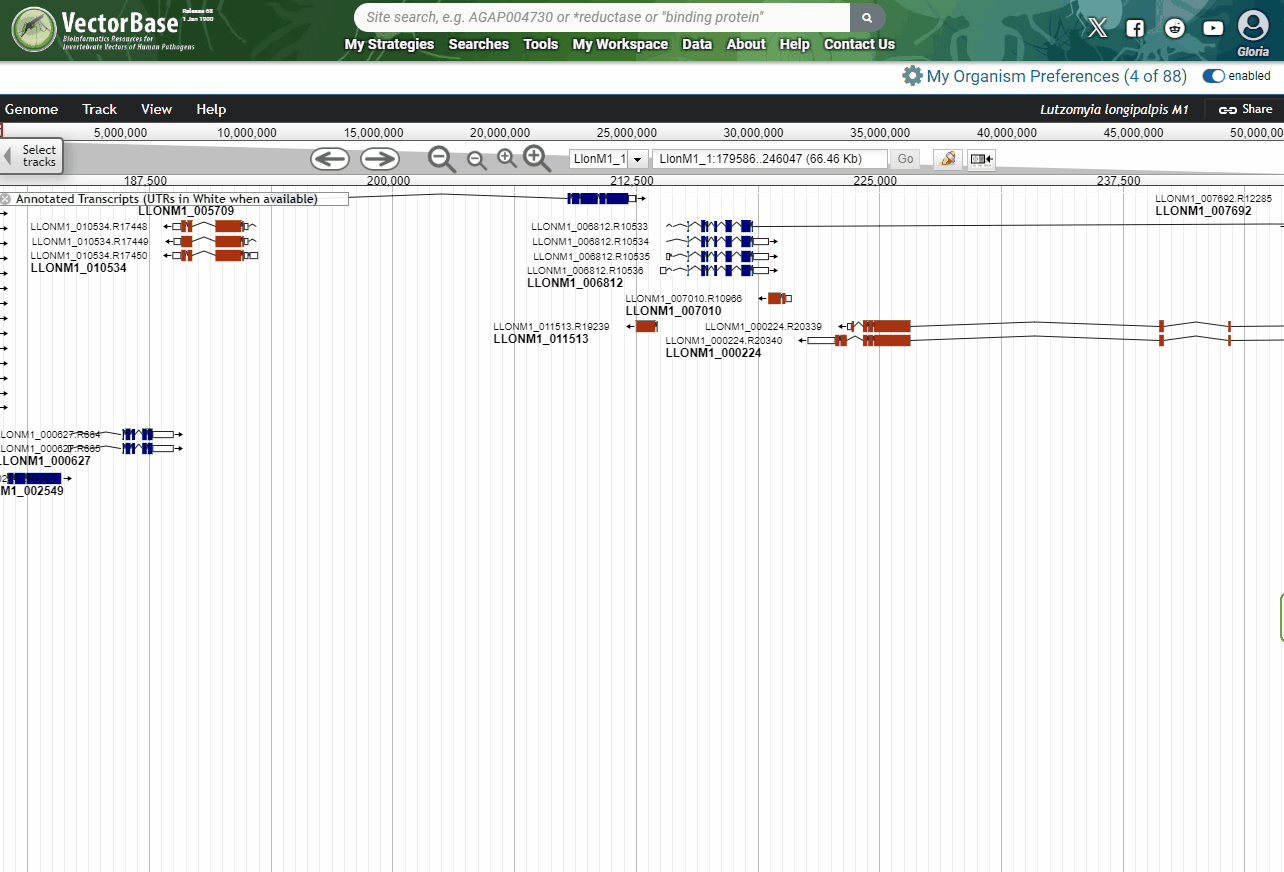 VectorBase
Release 68
1 Jan 1900
Bioinformatics Resources for
Invertebrate Vectors of Human Pathogens
Site search, e.g. AGAP004730 or *reductase or "binding protein"
My Strategies Searches Tools My Workspace Data About Help Contact Us
Gloria
My Organism Preferences (4 of 88) enabled
Genome Track View Help
Lutzomyia longipalpis M1 Share
5,000,000 10,000,000 15,000,000 20,000,000 25,000,000 30,000,000 35,000,000 40,000,000 45,000,000 50,000,00
Select
tracks
LlonM1_1 LlonM1_1:179586..246047 (66.46 Kb) Go
187,500 200,000 212,500 225,000 237,500
Annotated Transcripts (UTRs in White when available)
LLONM1_007692.R12285
LLONM1_005709
LLONM1_007692
LLONM1_010534.R17448
LLONM1_006812.R10533
LLONM1_010534.R17449
LLONM1_006812.R10534
LLONM1_010534.R17450
LLONM1_006812.R10535
LLONM1_010534
LLONM1_006812.R10536
LLONM1_006812
LLONM1_007010.R10966
LLONM1_007010
LLONM1_011513.R19239
LLONM1_000224.R20339
LLONM1_011513
LLONM1_000224.R20340
LLONM1_000224
LONM1_000627.R684
LONM1_000627.R685
LONM1_000627
M1_002549